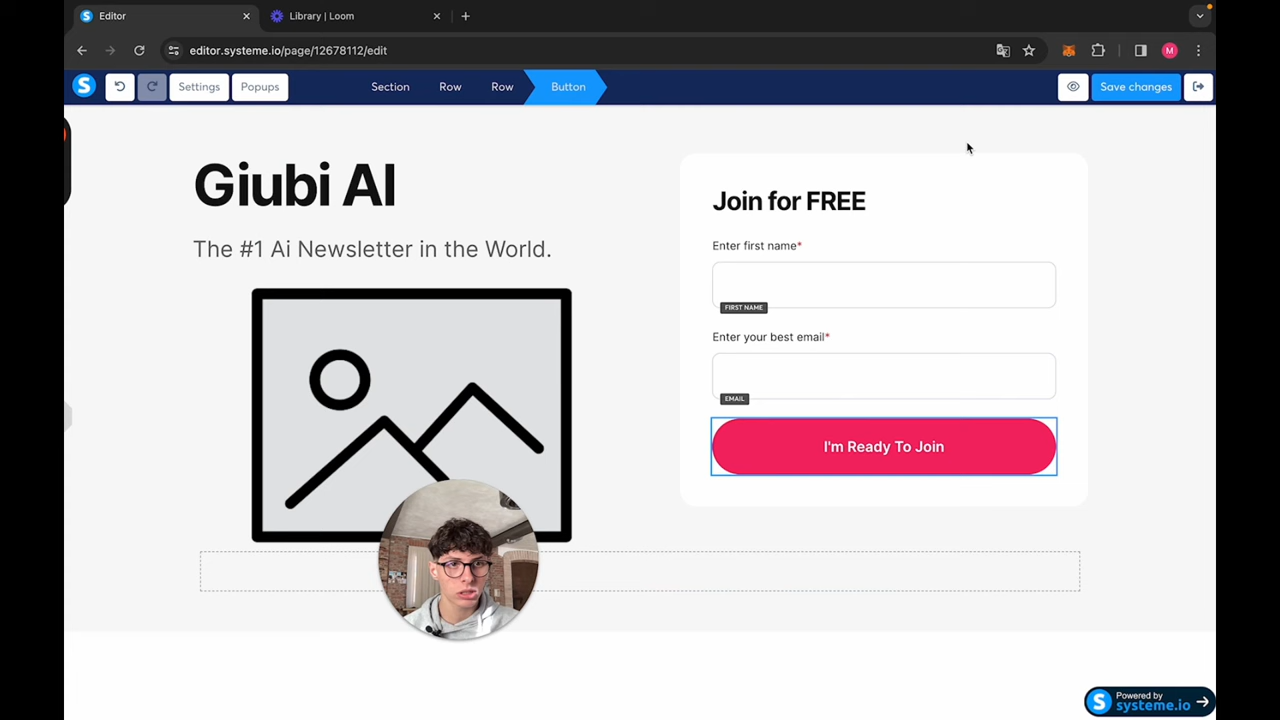 Editor
Library | Loom
editor.systeme.io/page/12678112/edit
M
S
Settings
Popups
Section
Row
Row
Button
Save changes
Giubi AI
The #1 Ai Newsletter in the World.
Join for FREE
Enter first name*
FIRST NAME
Enter your best email*
EMAIL
I'm Ready To Join
S
Powered by
systeme.io